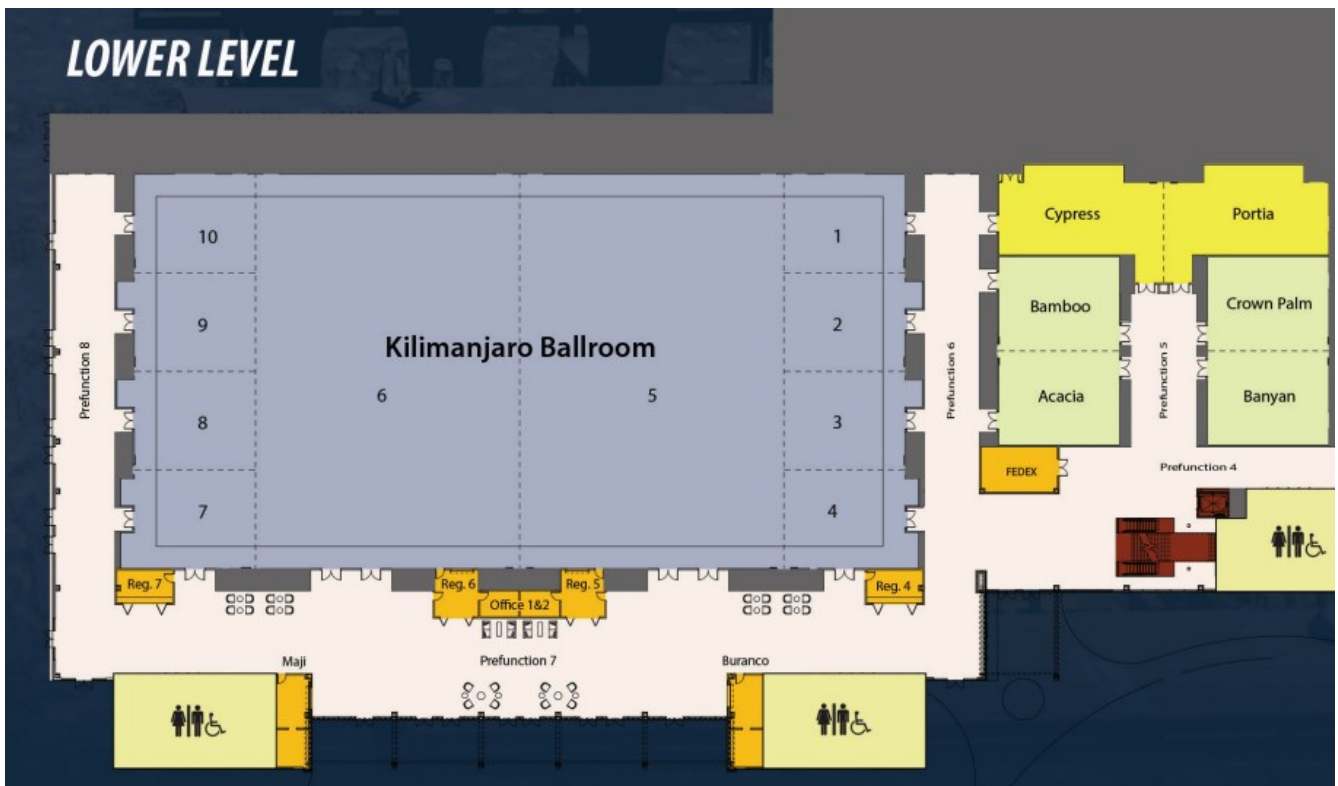 LOWER LEVEL
Cypress
Portia
10
1
Bamboo
Crown Palm
9
2
Kilimanjaro Ballroom
Prefunction 8
Prefunction 6
Prefunction 5
6
5
Acacia
Banyan
8
3
FEDEX
Prefunction 4
7
4
Reg. 7
Reg. 6
Reg. 5
Reg. 4
Office 1&2
Maji
Prefunction 7
Buranco